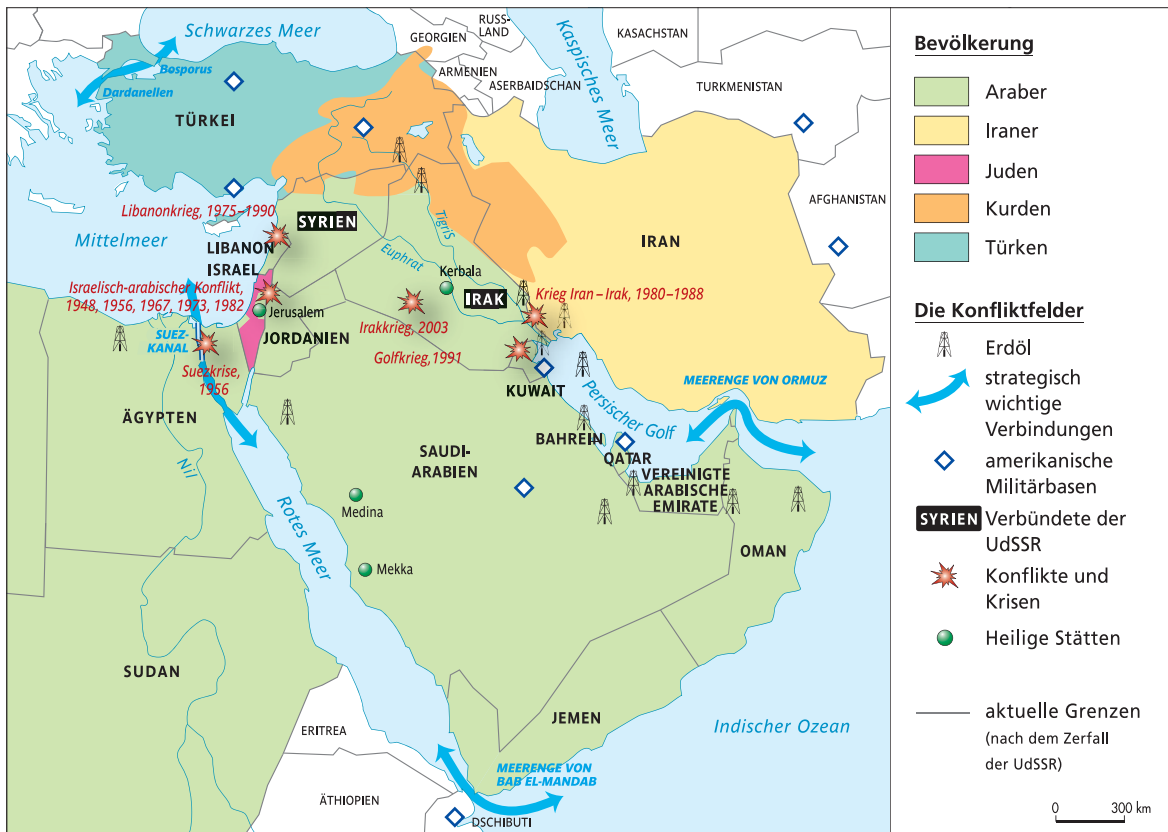 Schwarzes Meer
RUSS-
LAND
GEORGIEN
KASACHSTAN
Kaspisches Meer
Bosporus
ARMENIEN
ASERBAIDSCHAN
TURKMENISTAN
Dardanellen
TÜRKEI
AFGHANISTAN
Libanonkrieg, 1975–1990
SYRIEN
Tigris
Mittelmeer
LIBANON
Euphrat
IRAN
ISRAEL
Kerbala
Israelisch-arabischer Konflikt,
1948, 1956, 1967, 1973, 1982
IRAK
Krieg Iran–Irak, 1980–1988
Jerusalem
SUEZ-
KANAL
JORDANIEN
Irakkrieg, 2003
Golfkrieg,1991
Suezkrise,
1956
KUWAIT
MEERENGE VON ORMUZ
Persischer Golf
ÄGYPTEN
BAHREIN
Nil
SAUDI-
ARABIEN
QATAR
VEREINIGTE
ARABISCHE
EMIRATE
Medina
Rotes Meer
OMAN
Mekka
SUDAN
JEMEN
ERITREA
Indischer Ozean
MEERENGE VON
BAB EL-MANDAB
ÄTHIOPIEN
DSCHIBUTI
Bevölkerung
Araber
Iraner
Juden
Kurden
Türken
Die Konfliktfelder
Erdöl
strategisch
wichtige
Verbindungen
amerikanische
Militärbasen
SYRIEN Verbündete der
UdSSR
Konflikte und
Krisen
Heilige Stätten
aktuelle Grenzen
(nach dem Zerfall
der UdSSR)
0 300 km